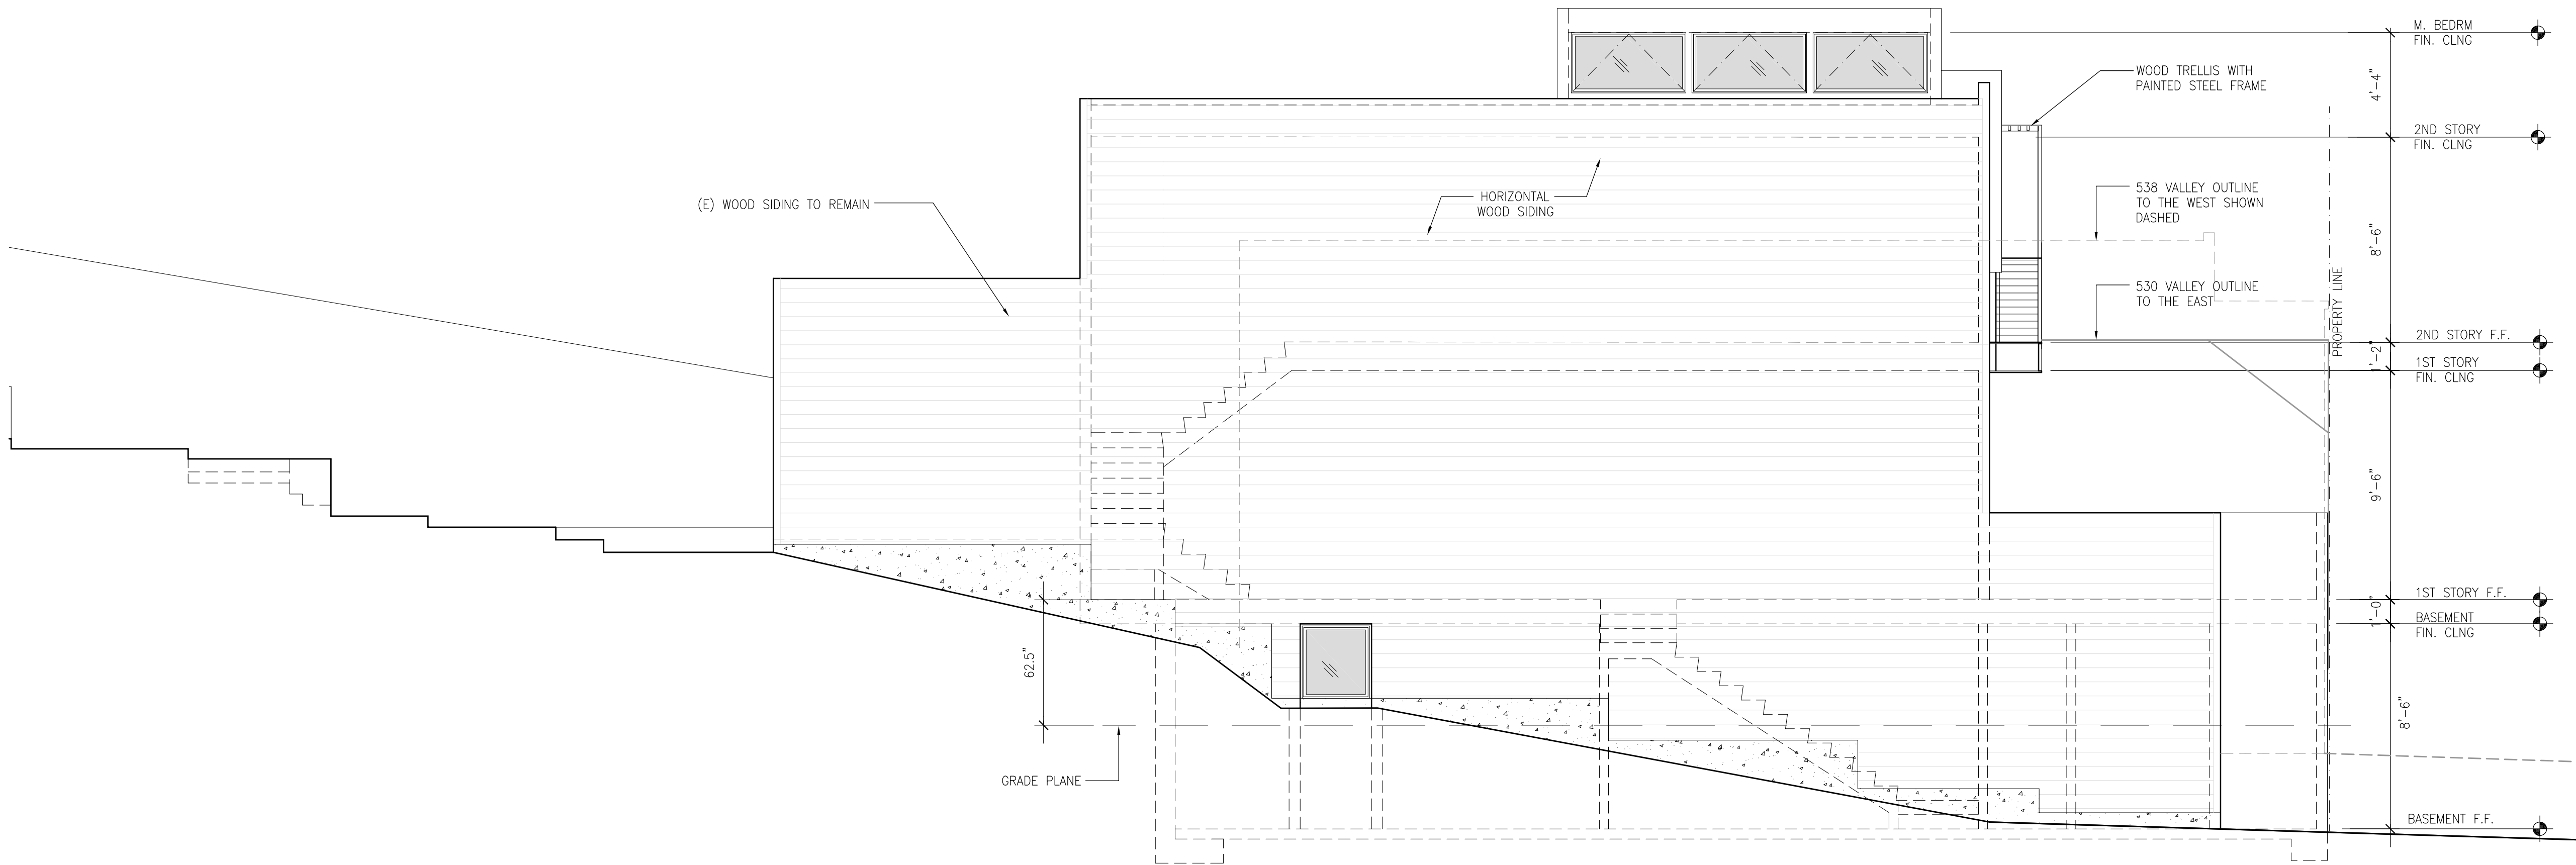 M. BEDRM
FIN. CLNG
WOOD TRELLIS WITH
PAINTED STEEL FRAME
4'-4"
2ND STORY
FIN. CLNG
(E) WOOD SIDING TO REMAIN
HORIZONTAL
WOOD SIDING
538 VALLEY OUTLINE
TO THE WEST SHOWN
DASHED
8'-6"
530 VALLEY OUTLINE
TO THE EAST
PROPERTY LINE
2ND STORY F.F.
1'-2"
1ST STORY
FIN. CLNG
9'-6"
1ST STORY F.F.
1'-0"
BASEMENT
FIN. CLNG
62.5"
8'-6"
GRADE PLANE
BASEMENT F.F.